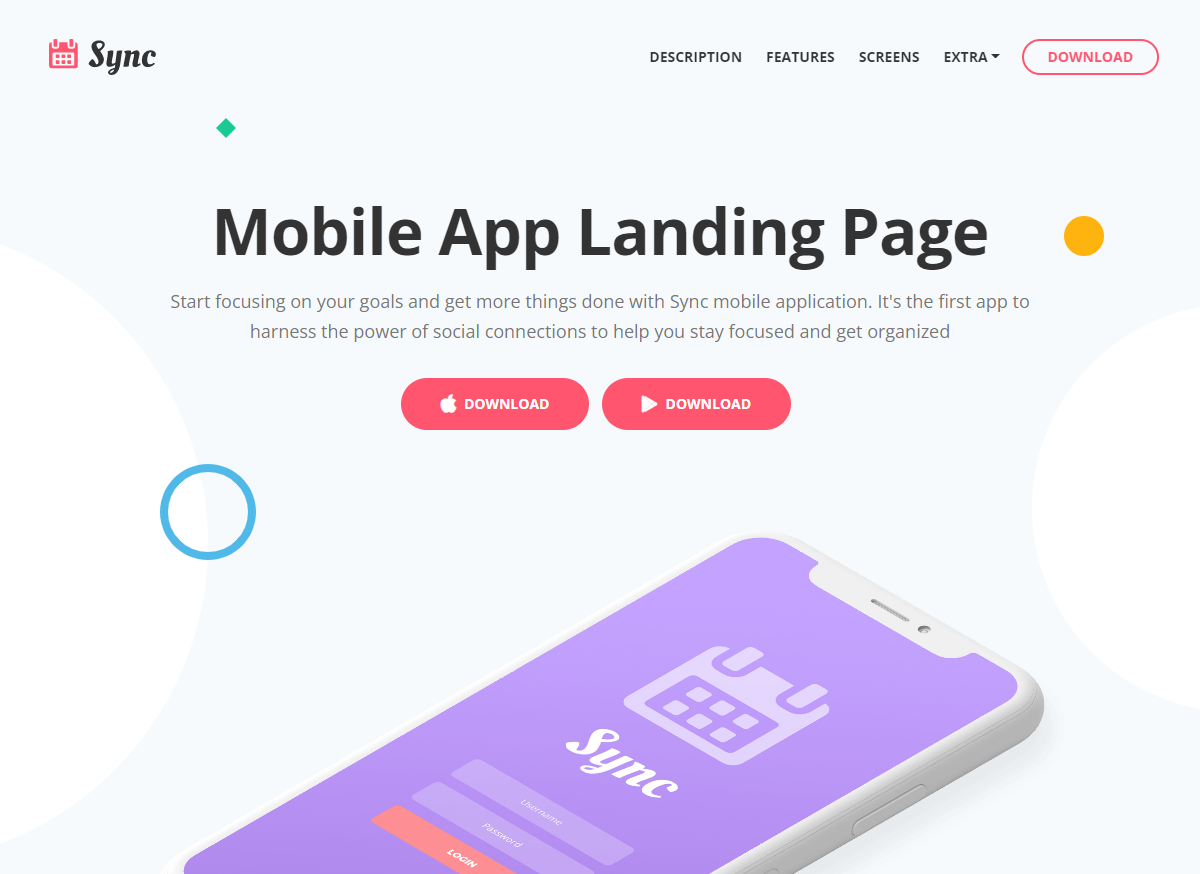 Sync
DESCRIPTION FEATURES SCREENS EXTRA DOWNLOAD
Mobile App Landing Page
Start focusing on your goals and get more things done with Sync mobile application. It's the first app to
harness the power of social connections to help you stay focused and get organized
DOWNLOAD DOWNLOAD
Sync
Username
Password
LOGIN